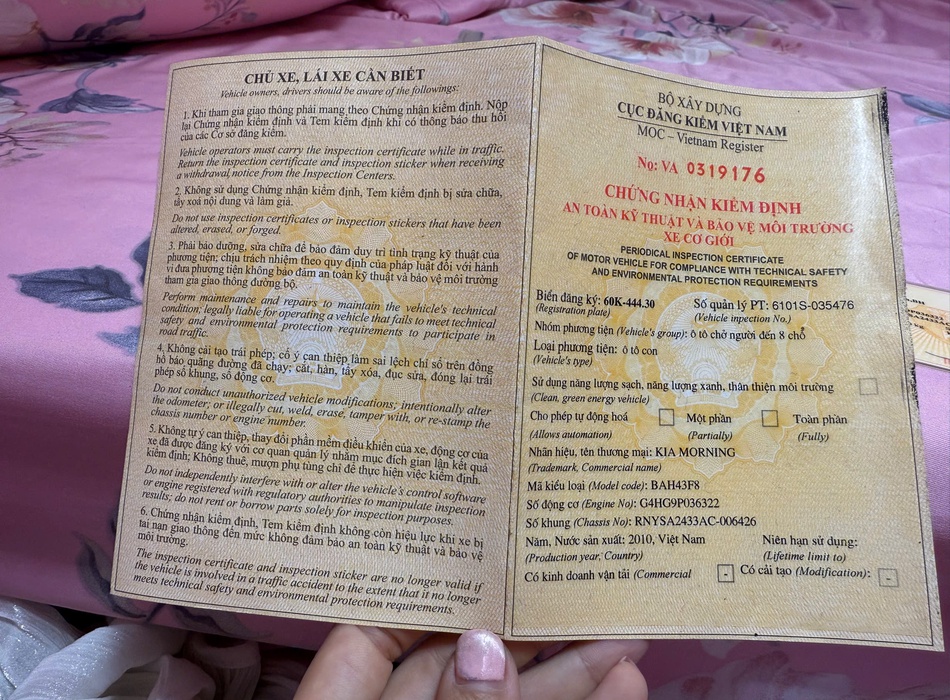 CHỦ XE, LÁI XE CẦN BIẾT
Vehicle owners, drivers should be aware of the followings:
1. Khi tham gia giao thông phải mang theo Chứng nhận kiểm định. Nộp
lại Chứng nhận kiểm định và Tem kiểm định khi có thông báo thu hồi
của các Cơ sở đăng kiểm.
Vehicle operators must carry the inspection certificate while in traffic.
Return the inspection certificate and inspection sticker when receiving
a withdrawal notice from the Inspection Centers.
2. Không sử dụng Chứng nhận kiểm định, Tem kiểm định bị sửa chữa,
tẩy xoá nội dung và làm giả.
Do not use inspection certificates or inspection stickers that have been
altered, erased, or forged.
3. Phải bảo dưỡng, sửa chữa để bảo đảm duy trì tình trạng kỹ thuật của
phương tiện; chịu trách nhiệm theo quy định của pháp luật đối với hành
vi đưa phương tiện không bảo đảm an toàn kỹ thuật và bảo vệ môi trường
tham gia giao thông đường bộ.
Perform maintenance and repairs to maintain the vehicle's technical
condition; legally liable for operating a vehicle that fails to meet technical
safety and environmental protection requirements to participate in
road traffic.
4. Không cải tạo trái phép; cố ý can thiệp làm sai lệch chỉ số trên đồng
hồ báo quãng đường đã chạy; cắt, hàn, tẩy xóa, đục sửa, đóng lại trái
phép số khung, số động cơ.
Do not conduct unauthorized vehicle modifications; intentionally alter
the odometer; or illegally cut, weld, erase, tamper with, or re-stamp the
chassis number or engine number.
5. Không tự ý can thiệp, thay đổi phần mềm điều khiển của xe, động cơ của
xe đã được đăng ký với cơ quan quản lý nhằm mục đích gian lận kết quả
kiểm định; Không thuê, mượn phụ tùng chỉ để thực hiện việc kiểm định.
Do not independently interfere with or alter the vehicle's control software
or engine registered with regulatory authorities to manipulate inspection
results; do not rent or borrow parts solely for inspection purposes.
6. Chứng nhận kiểm định, Tem kiểm định không còn hiệu lực khi xe bị
tai nạn giao thông đến mức không đảm bảo an toàn kỹ thuật và bảo vệ
môi trường.
The inspection certificate and inspection sticker are no longer valid if
the vehicle is involved in a traffic accident to the extent that it no longer
meets technical safety and environmental protection requirements.
BỘ XÂY DỰNG
CỤC ĐĂNG KIỂM VIỆT NAM
MOC – Vietnam Register
No: VA 0319176
CHỨNG NHẬN KIỂM ĐỊNH
AN TOÀN KỸ THUẬT VÀ BẢO VỆ MÔI TRƯỜNG
XE CƠ GIỚI
PERIODICAL INSPECTION CERTIFICATE
OF MOTOR VEHICLE FOR COMPLIANCE WITH TECHNICAL SAFETY
AND ENVIRONMENTAL PROTECTION REQUIREMENTS
Biển đăng ký: 60K-444.30 Số quản lý PT: 6101S-035476
(Registration plate) (Vehicle inpection No.)
Nhóm phương tiện (Vehicle's group): ô tô chở người đến 8 chỗ
Loại phương tiện: ô tô con
(Vehicle's type)
Sử dụng năng lượng sạch, năng lượng xanh, thân thiện môi trường
(Clean, green energy vehicle)
Cho phép tự động hoá Một phần Toàn phần
(Allows automation) (Partially) (Fully)
Nhãn hiệu, tên thương mại: KIA MORNING
(Trademark, Commercial name)
Mã kiểu loại (Model code): BAH43F8
Số động cơ (Engine No): G4HG9P036322
Số khung (Chassis No): RNYSA2433AC-006426
Năm, Nước sản xuất: 2010, Việt Nam Niên hạn sử dụng:
(Production year, Country) (Lifetime limit to)
Có kinh doanh vận tải (Commercial - Có cải tạo (Modification): -